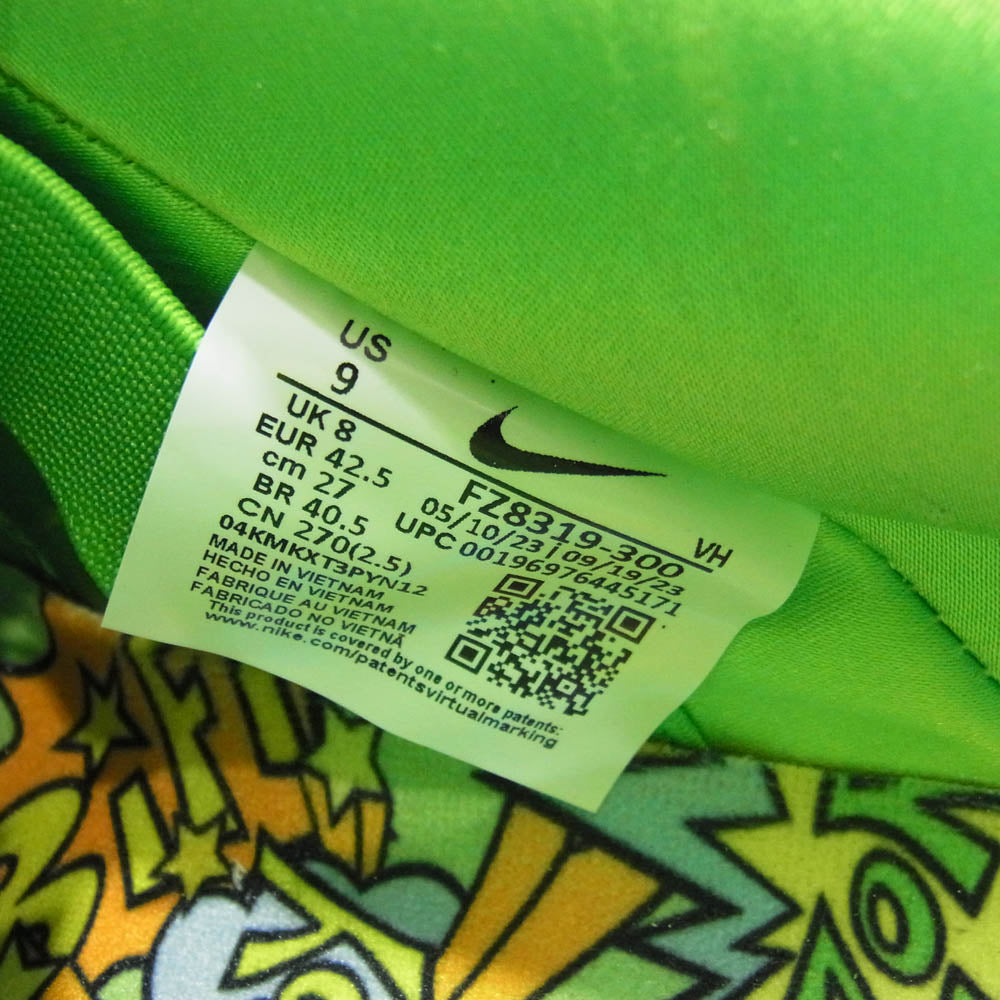 US
9
UK 8
EUR 42.5
cm 27
BR 40.5
CN 270(2.5)
04KMKXT3PYN12
MADE IN VIETNAM
HECHO EN VIETNAM
FABRIQUE AU VIETNAM
FABRICADO NO VIETNÃ
This product is covered by one or more patents:
www.nike.com/patentsvirtualmarking
FZ8319-300 VH
05/10/23 | 09/19/23
UPC 00196976445171